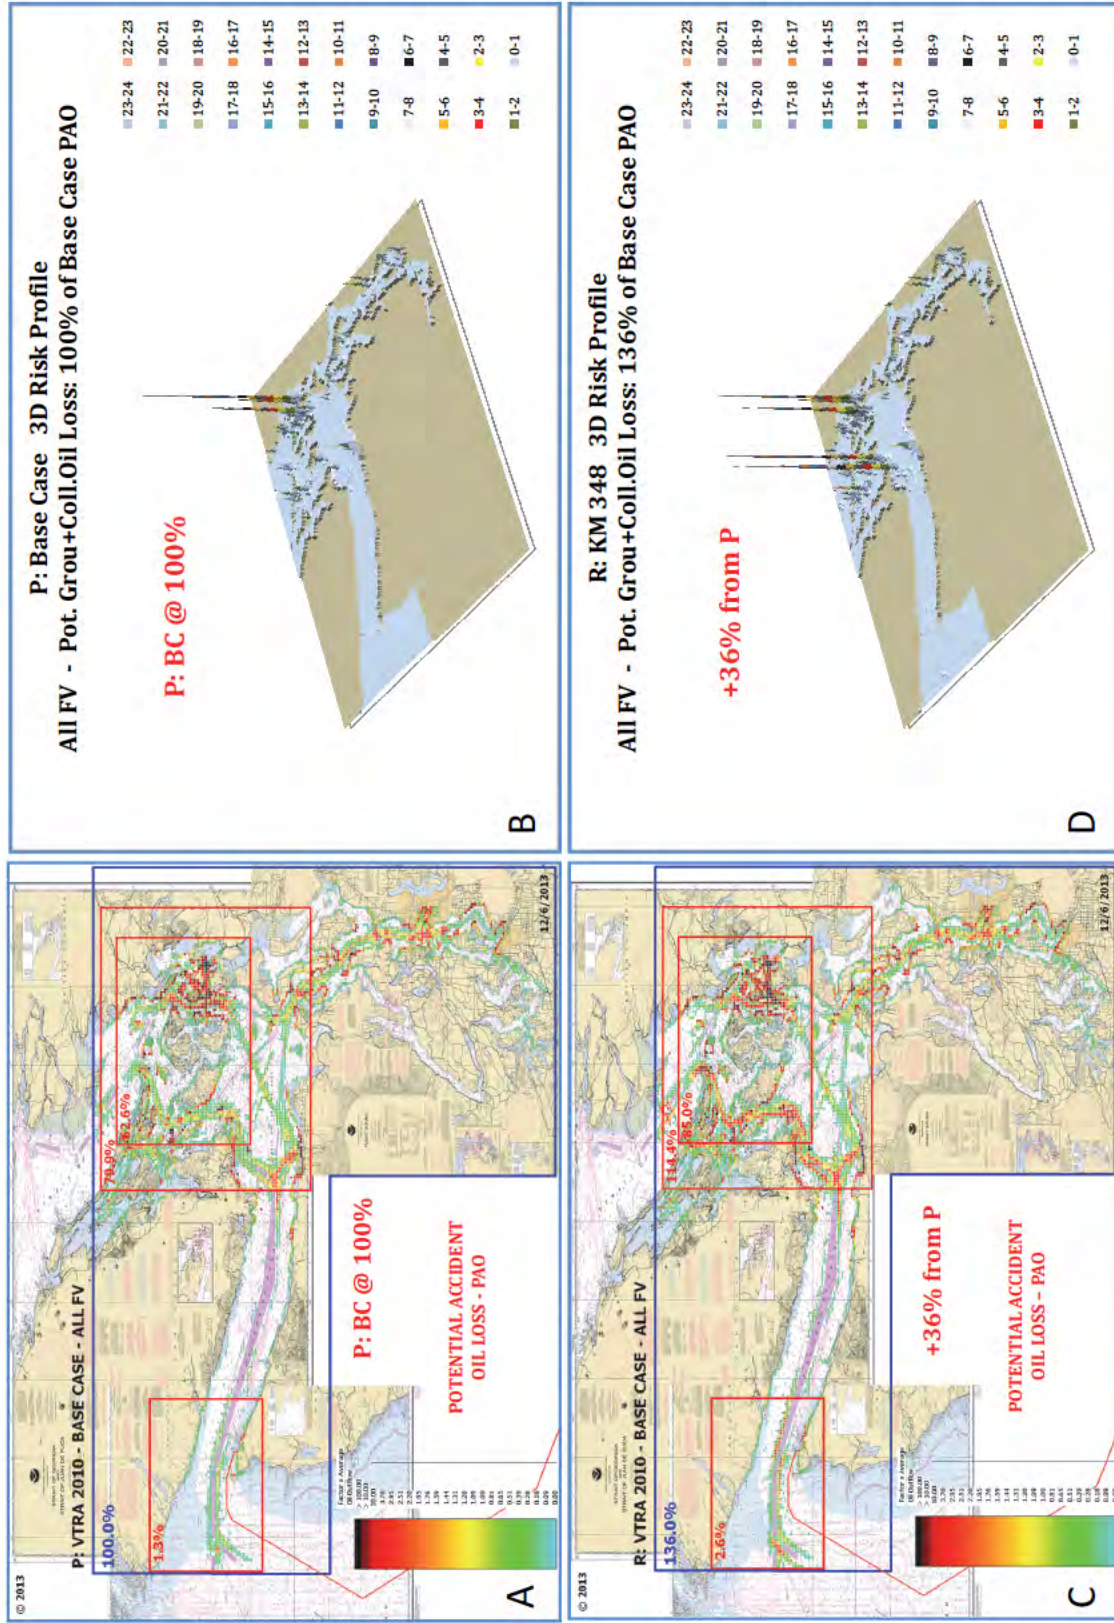 © 2013
P: VTRA 2010 - BASE CASE - ALL FV
100.0%
1.3%
79.9%
62.6%
P: BC @ 100%
POTENTIAL ACCIDENT
OIL LOSS - PAO
12/6/2013
A
P: Base Case 3D Risk Profile
All FV - Pot. Grou+Coll.Oil Loss: 100% of Base Case PAO
P: BC @ 100%
23-24 22-23
21-22 20-21
19-20 18-19
17-18 16-17
15-16 14-15
13-14 12-13
11-12 10-11
9-10 8-9
7-8 6-7
5-6 4-5
3-4 2-3
1-2 0-1
B
© 2013
R: VTRA 2010 - BASE CASE - ALL FV
136.0%
2.6%
114.4%
85.0%
+36% from P
POTENTIAL ACCIDENT
OIL LOSS – PAO
12/6/2013
C
R: KM 348 3D Risk Profile
All FV - Pot. Grou+Coll.Oil Loss: 136% of Base Case PAO
+36% from P
23-24 22-23
21-22 20-21
19-20 18-19
17-18 16-17
15-16 14-15
13-14 12-13
11-12 10-11
9-10 8-9
7-8 6-7
5-6 4-5
3-4 2-3
1-2 0-1
D